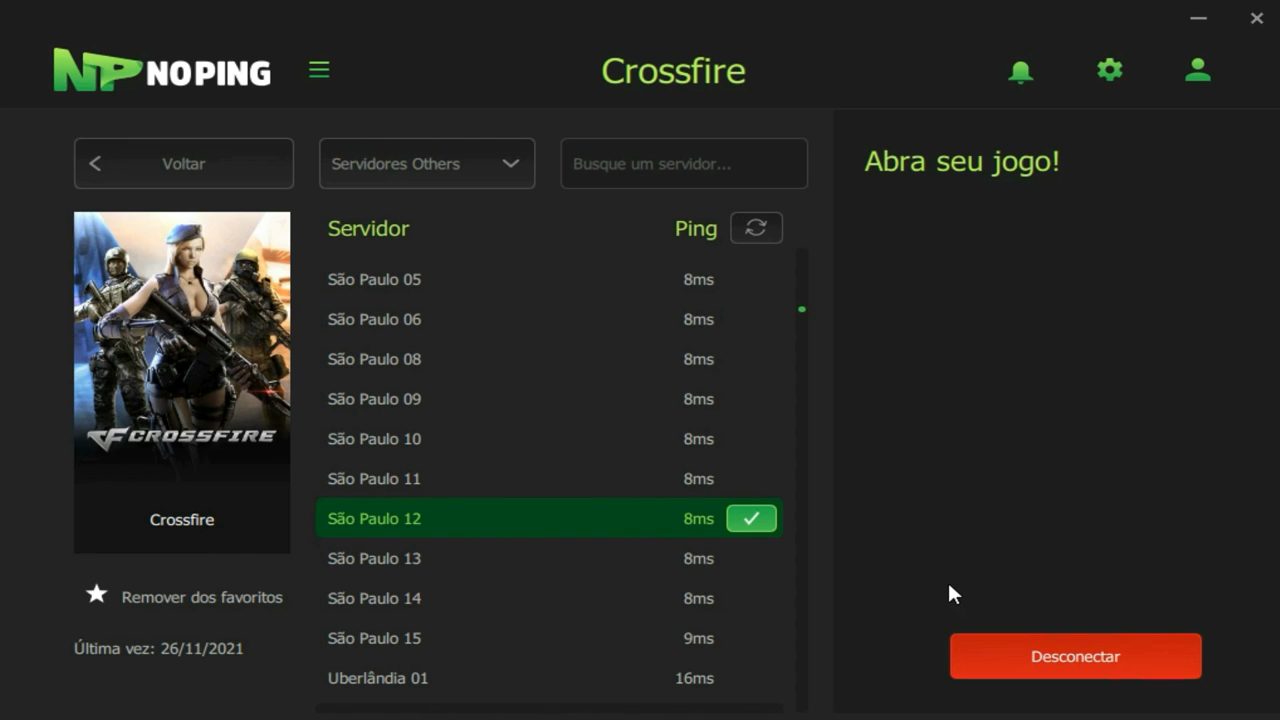 NP NOPING
Crossfire
Voltar
Servidores Others
Busque um servidor...
Abra seu jogo!
Servidor Ping
São Paulo 05 8ms
São Paulo 06 8ms
São Paulo 08 8ms
São Paulo 09 8ms
São Paulo 10 8ms
São Paulo 11 8ms
São Paulo 12 8ms
São Paulo 13 8ms
São Paulo 14 8ms
São Paulo 15 9ms
Uberlândia 01 16ms
CF CROSSFIRE
Crossfire
Remover dos favoritos
Última vez: 26/11/2021
Desconectar